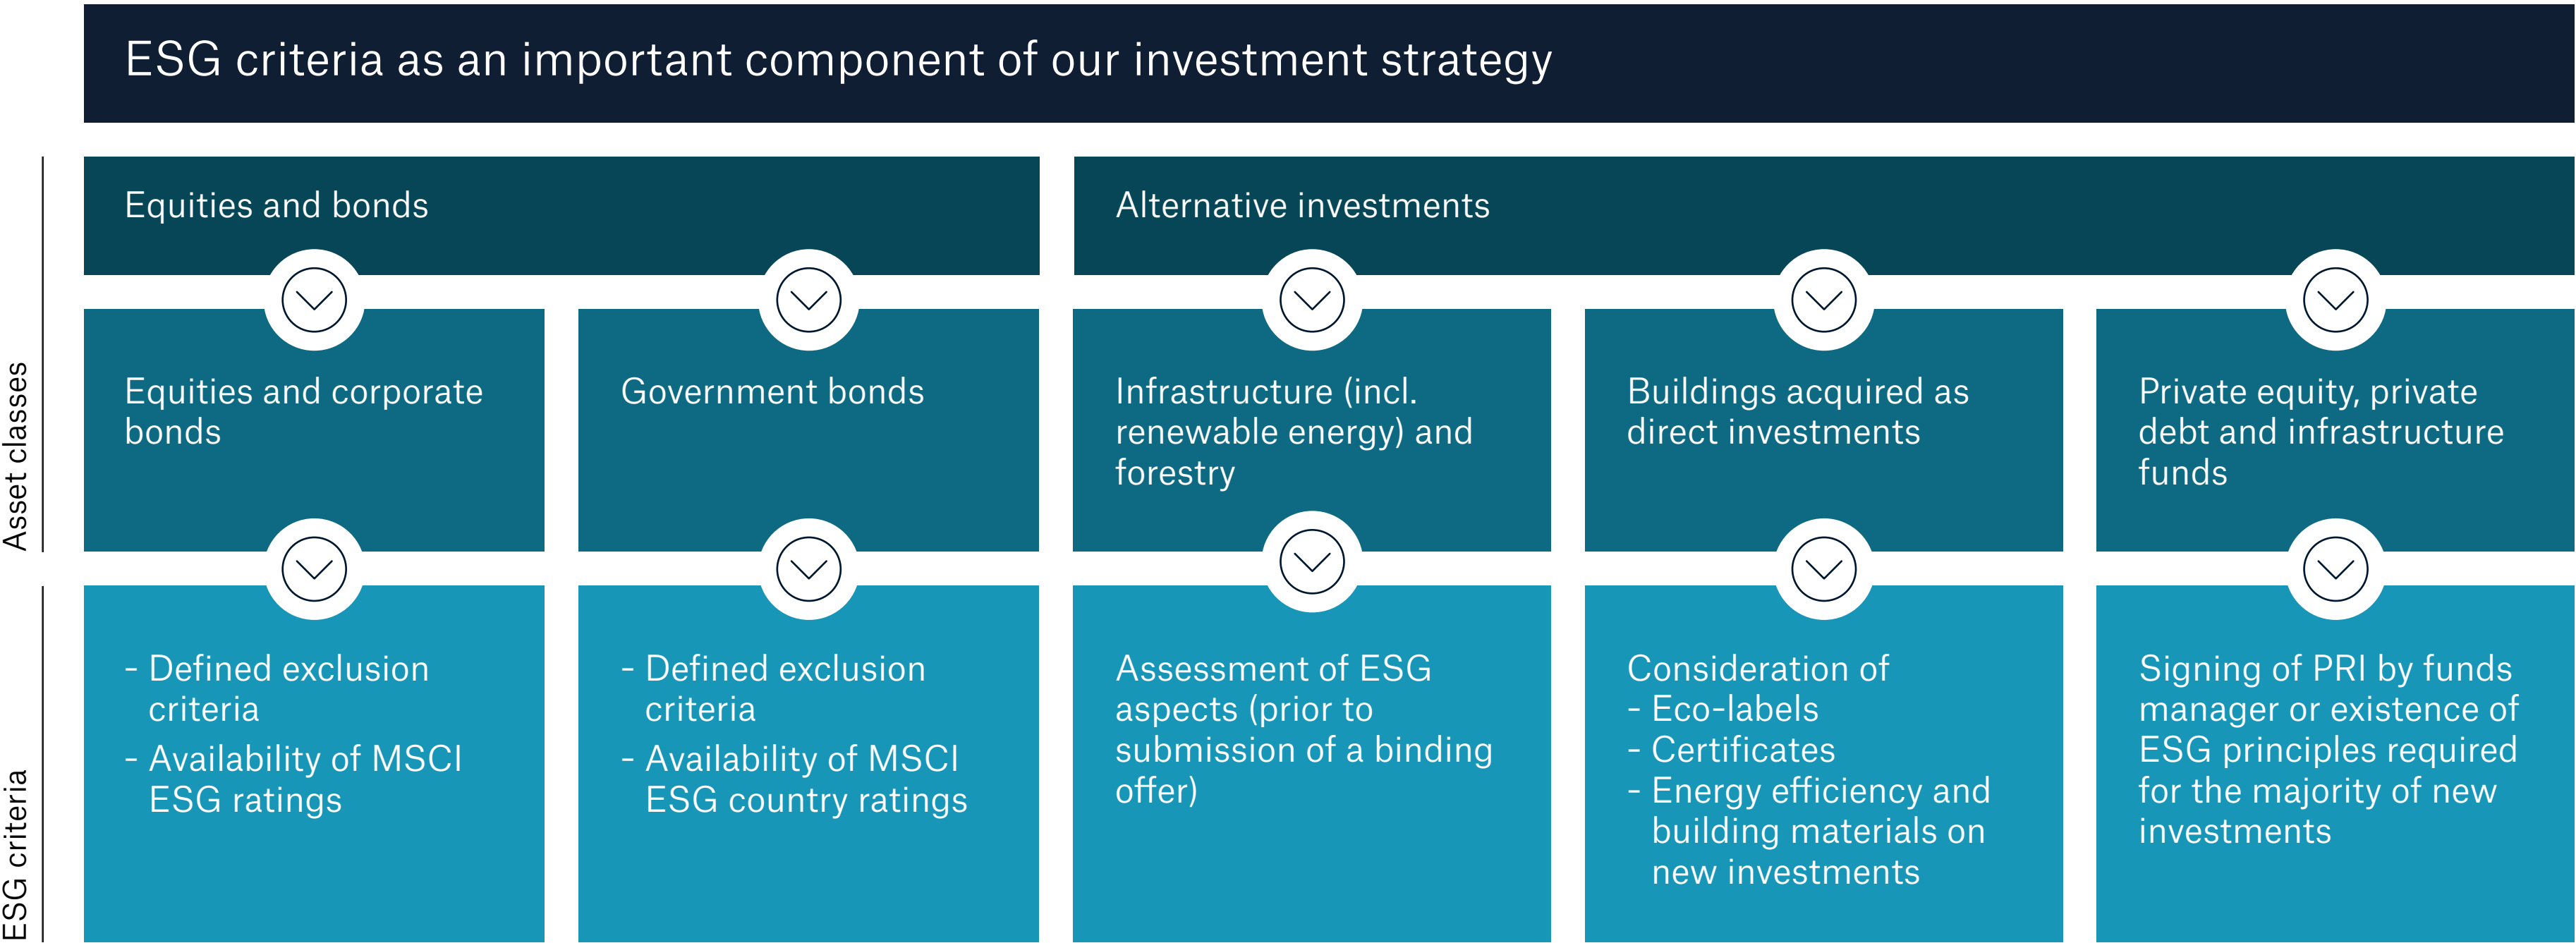 ESG criteria as an important component of our investment strategy
Asset classes
Equities and bonds
Alternative investments
Equities and corporate
bonds
Government bonds
Infrastructure (incl.
renewable energy) and
forestry
Buildings acquired as
direct investments
Private equity, private
debt and infrastructure
funds
ESG criteria
- Defined exclusion
criteria
- Availability of MSCI
ESG ratings
- Defined exclusion
criteria
- Availability of MSCI
ESG country ratings
Assessment of ESG
aspects (prior to
submission of a binding
offer)
Consideration of
- Eco-labels
- Certificates
- Energy efficiency and
building materials on
new investments
Signing of PRI by funds
manager or existence of
ESG principles required
for the majority of new
investments